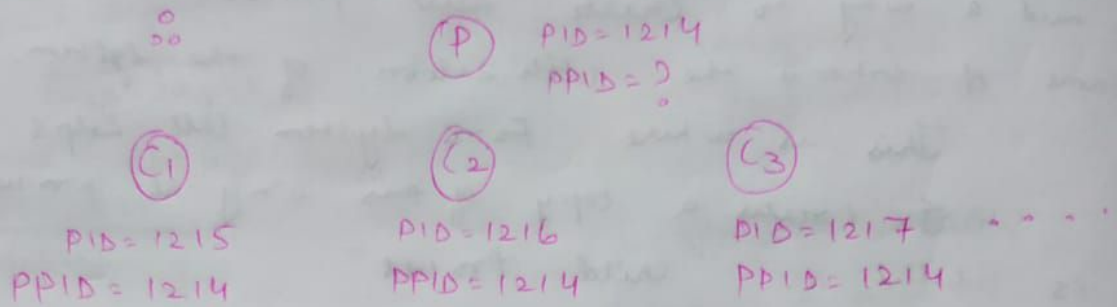 P PID = 1214
PPID = ?
C1 C2 C3
PID = 1215 PID = 1216 PID = 1217 ....
PPID = 1214 PPID = 1214 PPID = 1214